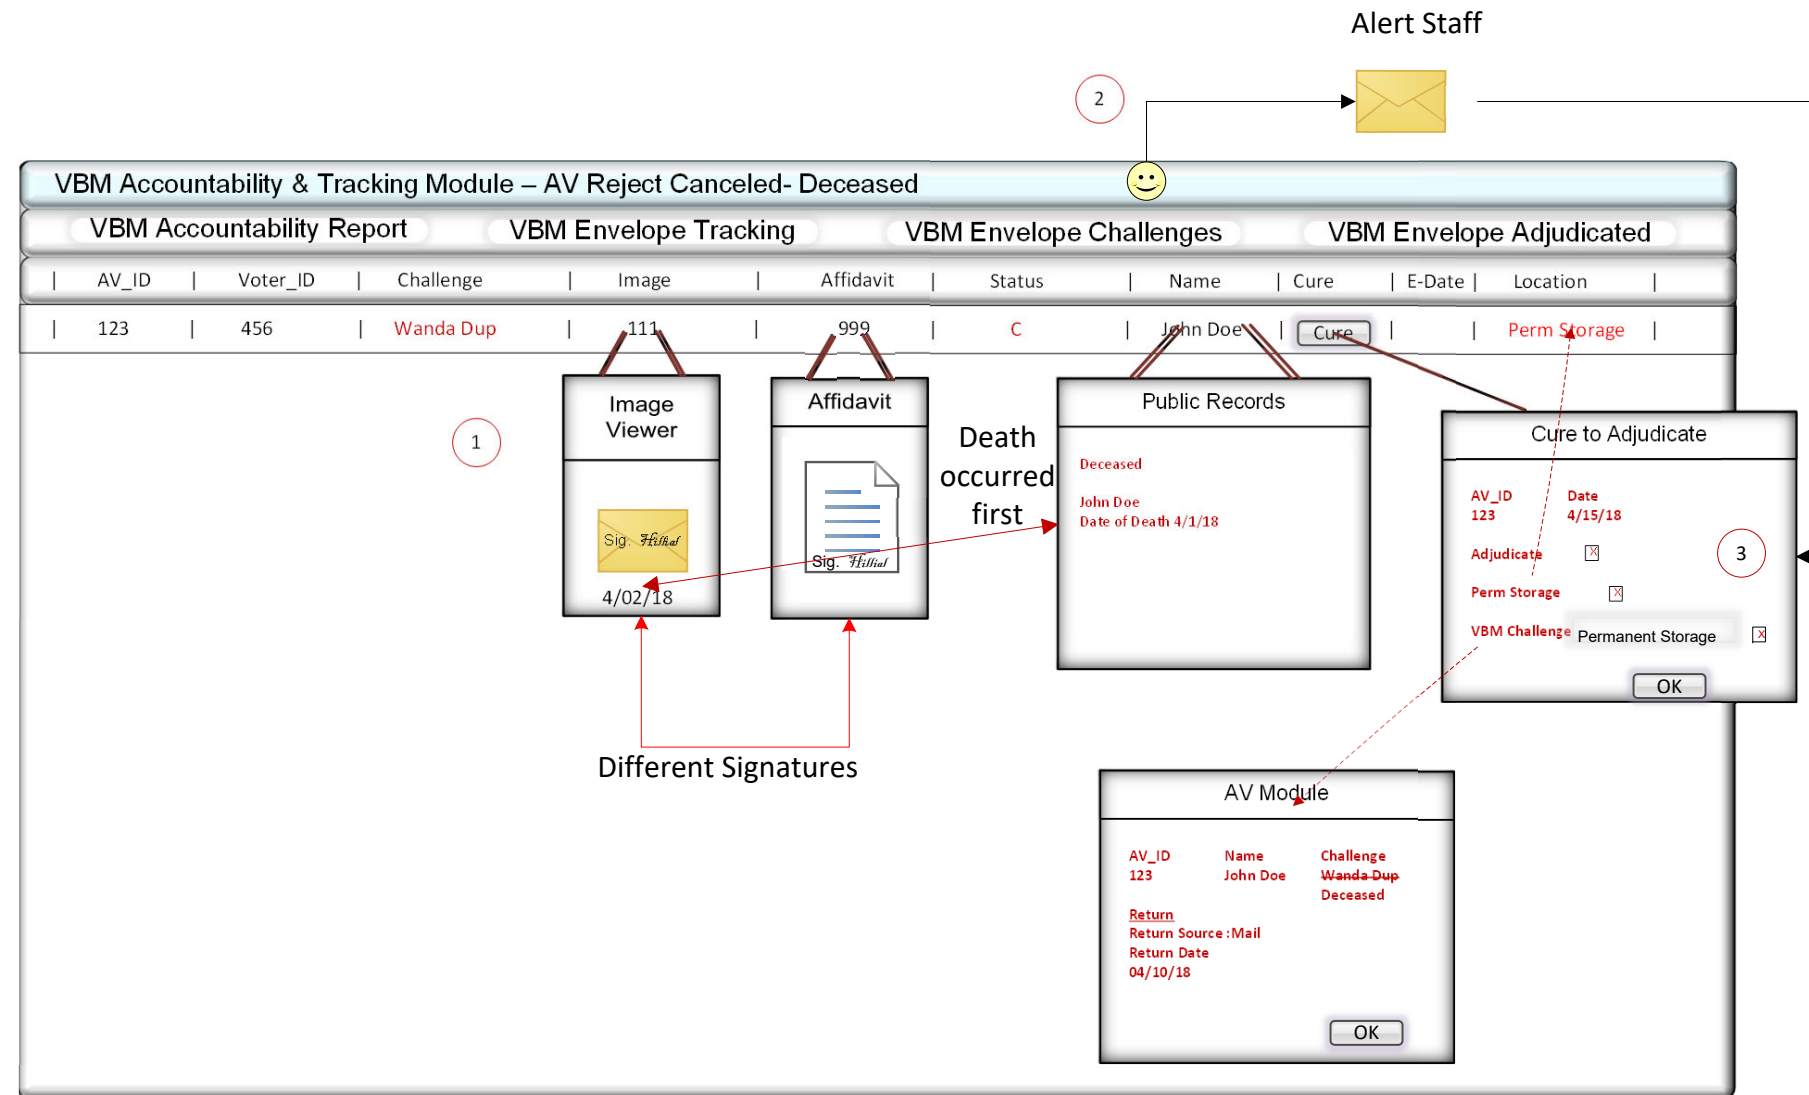 Alert Staff
2
VBM Accountability & Tracking Module – AV Reject Canceled- Deceased
VBM Accountability Report VBM Envelope Tracking VBM Envelope Challenges VBM Envelope Adjudicated
| AV_ID | Voter_ID | Challenge | Image | Affidavit | Status | Name | Cure | E-Date | Location |
| 123 | 456 | Wanda Dup | 111 | 999 | C | John Doe | Cure | | Perm Storage |
1
Image
Viewer
Sig.
4/02/18
Affidavit
Sig.
Different Signatures
Death
occurred
first
Public Records
Deceased
John Doe
Date of Death 4/1/18
Cure to Adjudicate
AV_ID Date
123 4/15/18
Adjudicate X
3
Perm Storage X
VBM Challenge Permanent Storage X
OK
AV Module
AV_ID Name Challenge
123 John Doe Wanda Dup
Deceased
Return
Return Source :Mail
Return Date
04/10/18
OK